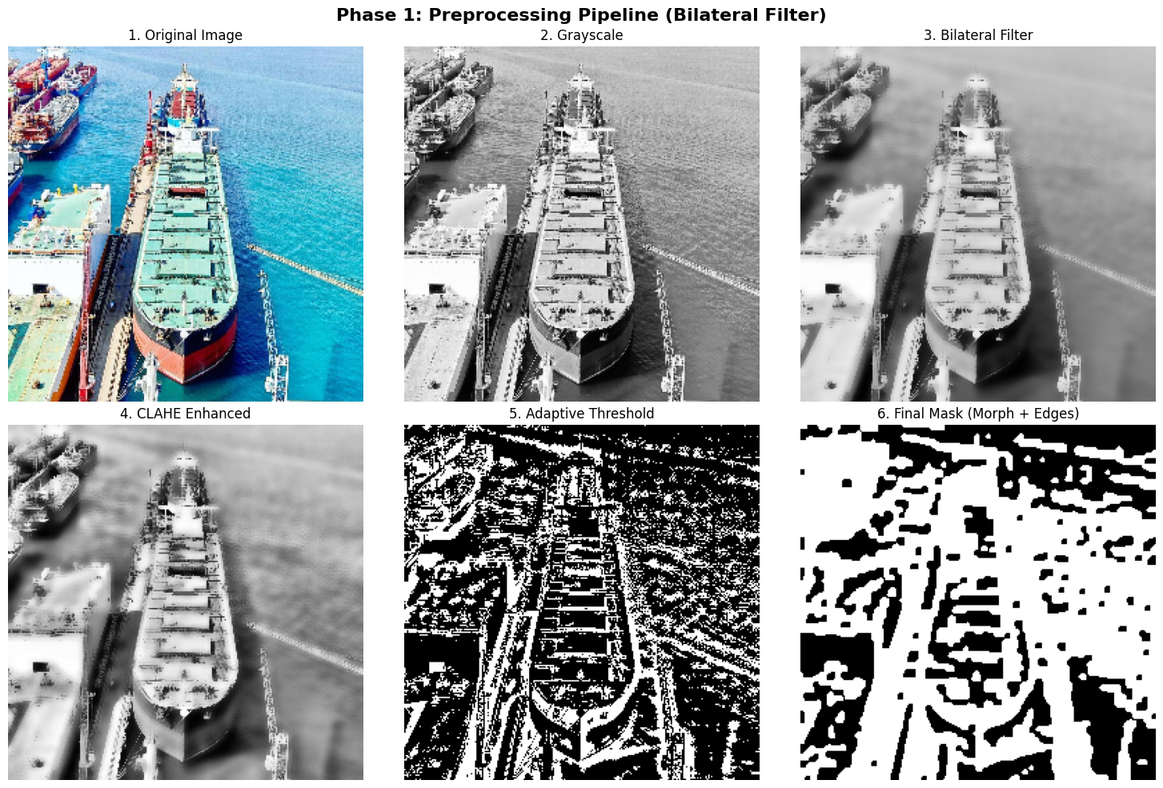 Phase 1: Preprocessing Pipeline (Bilateral Filter)
1. Original Image
2. Grayscale
3. Bilateral Filter
4. CLAHE Enhanced
5. Adaptive Threshold
6. Final Mask (Morph + Edges)